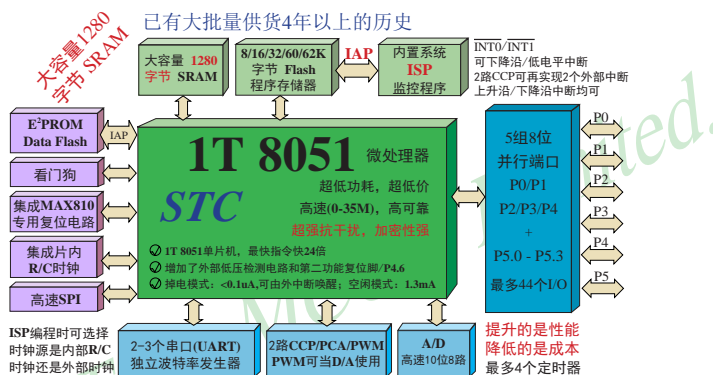 已有大批量供货4年以上的历史
大容量1280
字节 SRAM
大容量 1280
字节 SRAM
8/16/32/60/62K
字节 Flash
程序存储器
IAP
内置系统
ISP
监控程序
INT0/INT1
可下降沿/低电平中断
2路CCP可再实现2个外部中断
上升沿/下降沿中断均可
E²PROM
Data Flash
IAP
看门狗
集成MAX810
专用复位电路
集成片内
R/C时钟
高速SPI
1T 8051 微处理器
STC
超低功耗，超低价
高速(0-35M)，高可靠
超强抗干扰，加密性强
1T 8051单片机，最快指令快24倍
增加了外部低压检测电路和第二功能复位脚/P4.6
掉电模式：<0.1uA,可由外中断唤醒；空闲模式：1.3mA
5组8位
并行端口
P0/P1
P2/P3/P4
+
P5.0 - P5.3
最多44个I/O
P0
P1
P2
P3
P4
P5
ISP编程时可选择
时钟源是内部R/C
时钟还是外部时钟
2-3个串口(UART)
独立波特率发生器
2路CCP/PCA/PWM
PWM可当D/A使用
A/D
高速10位8路
提升的是性能
降低的是成本
最多4个定时器